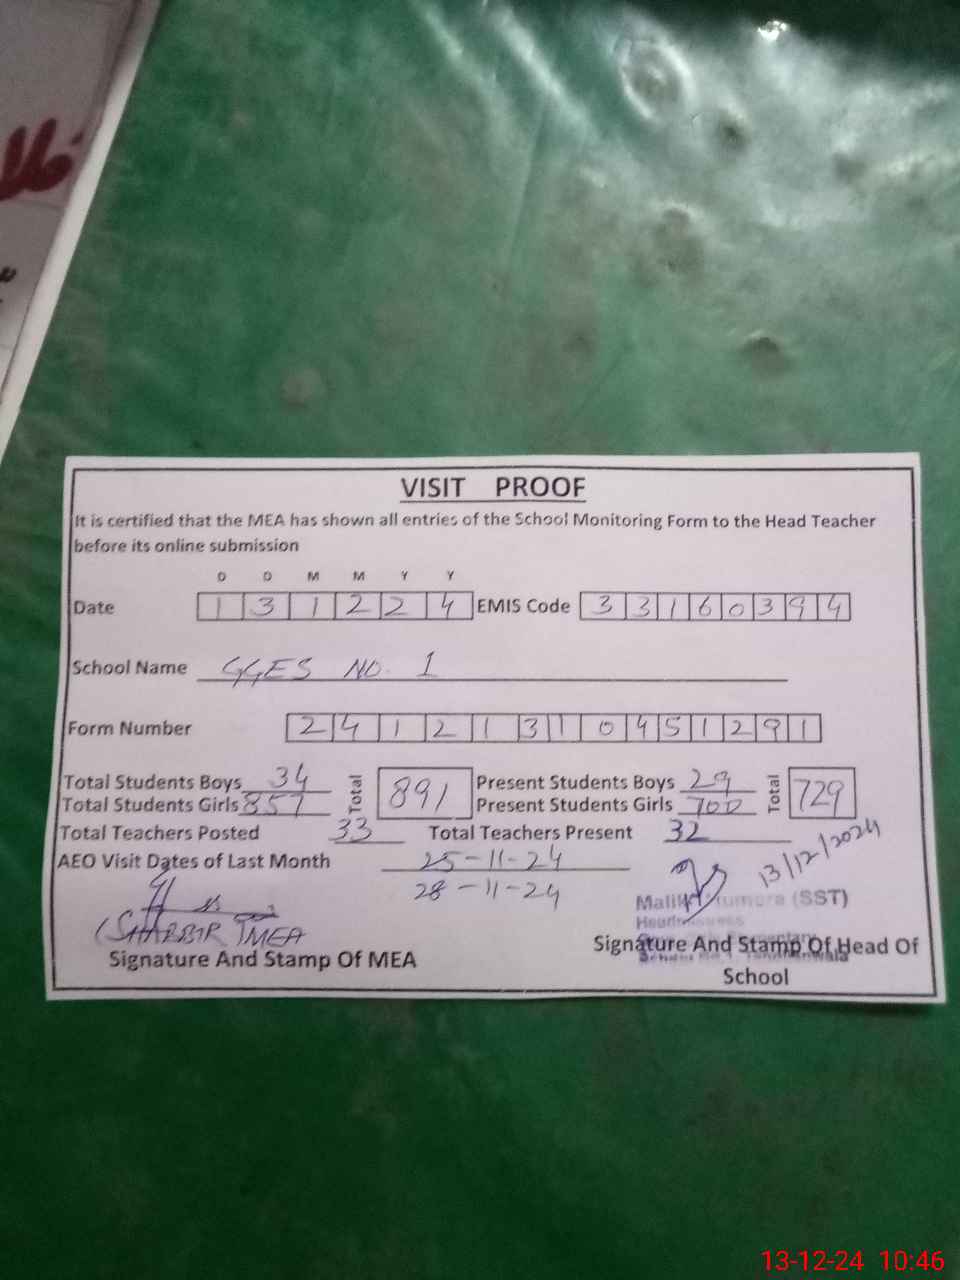 VISIT PROOF
It is certified that the MEA has shown all entries of the School Monitoring Form to the Head Teacher
before its online submission
D D M M Y Y
Date 1 3 1 2 2 4 EMIS Code 3 3 1 6 0 3 9 4
School Name GGES NO. 1
Form Number 2 4 1 2 1 3 1 0 4 5 1 2 9 1
Total Students Boys 34 Total 891 Present Students Boys 29 Total 729
Total Students Girls 857 Present Students Girls 700
Total Teachers Posted 33 Total Teachers Present 32
AEO Visit Dates of Last Month 25-11-24
28-11-24
13/12/2024
(SST)
(SHABBIR MEA
Signature And Stamp Of MEA
Signature And Stamp Of Head Of
School
13-12-24 10:46